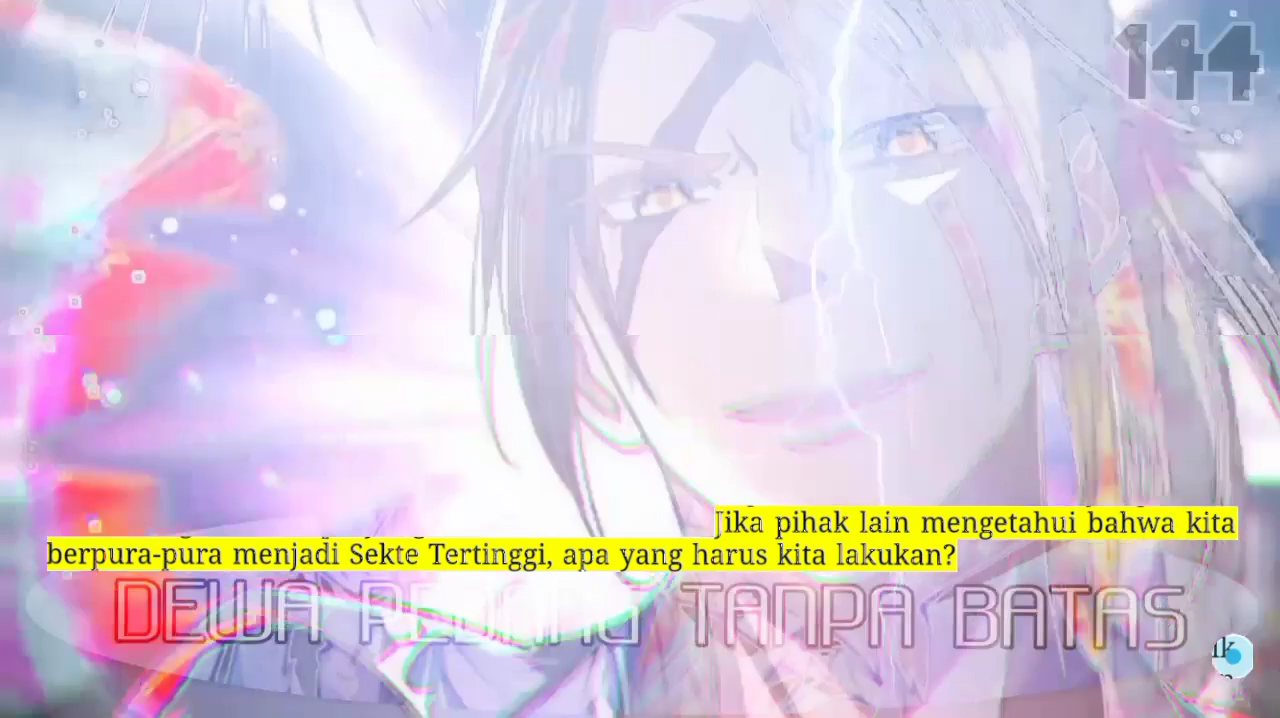 144
Jika pihak lain mengetahui bahwa kita
berpura-pura menjadi Sekte Tertinggi, apa yang harus kita lakukan?
DEWA PEDANG TANPA BATAS